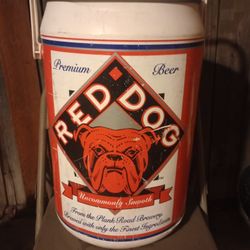 Premium Beer
RED DOG
Uncommonly Smooth
From the Plank Road Brewery.
Brewed with only the Finest Ingredients.